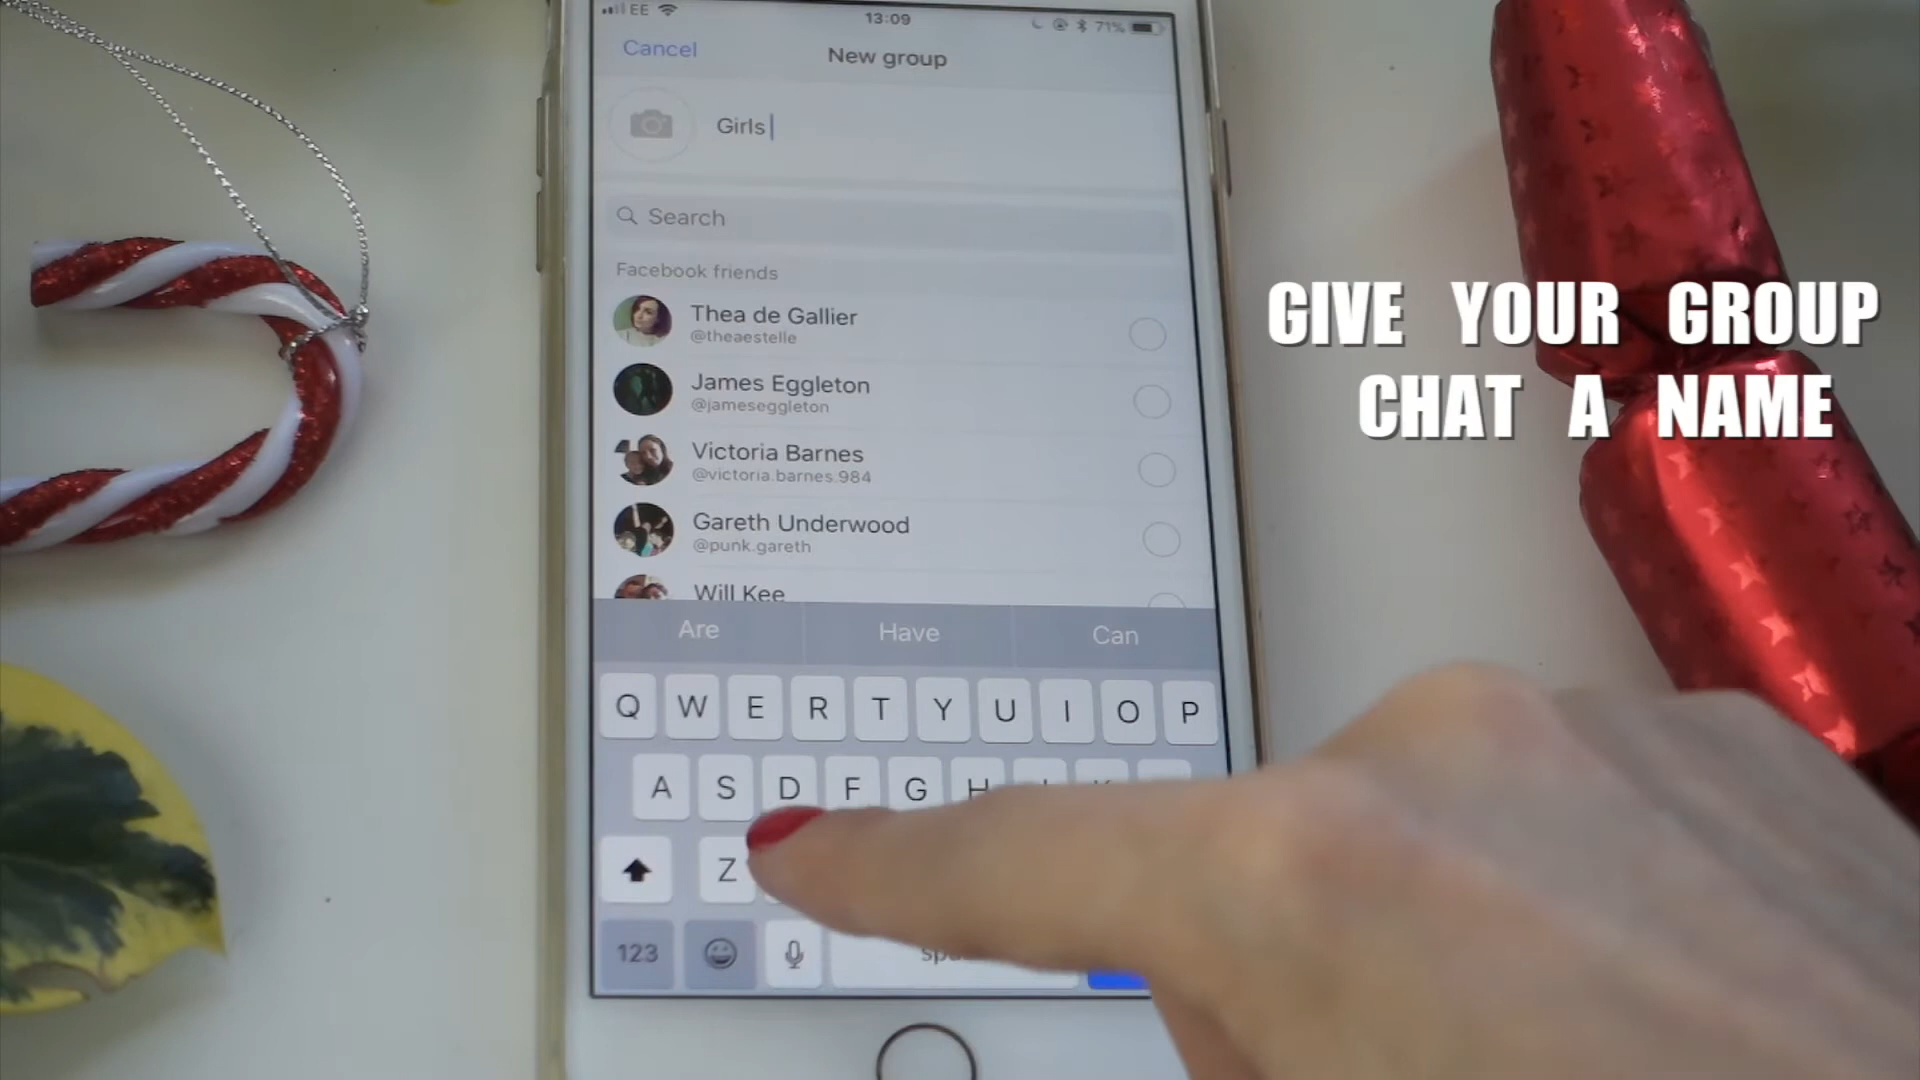 EE 13:09 71%
Cancel New group
Girls
Search
Facebook friends
Thea de Gallier
@theaestelle
James Eggleton
@jameseggleton
Victoria Barnes
@victoria.barnes.984
Gareth Underwood
@punk.gareth
Will Kee
Are Have Can
Q W E R T Y U I O P
A S D F G H
Z
123
GIVE YOUR GROUP
CHAT A NAME